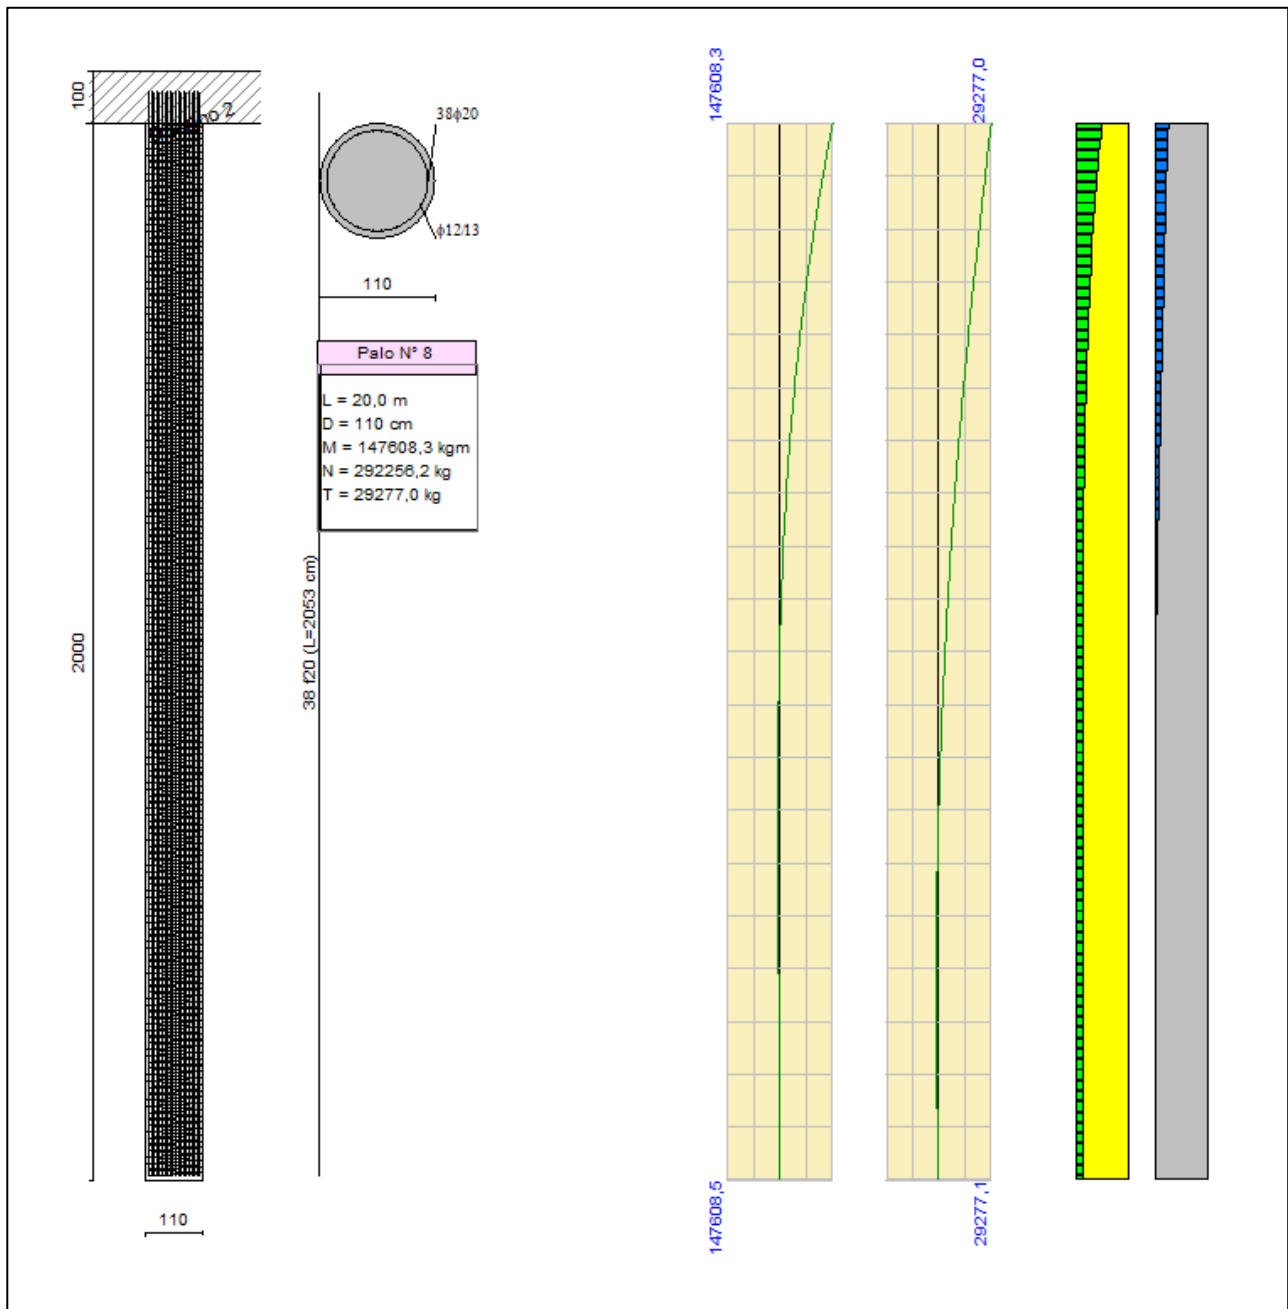 100
38ϕ20
ϕ12/13
110
Palo N° 8
L = 20,0 m
D = 110 cm
M = 147608,3 kgm
N = 292256,2 kg
T = 29277,0 kg
38 f20 (L=2053 cm)
2000
110
147608,3
29277,0
147608,5
29277,1